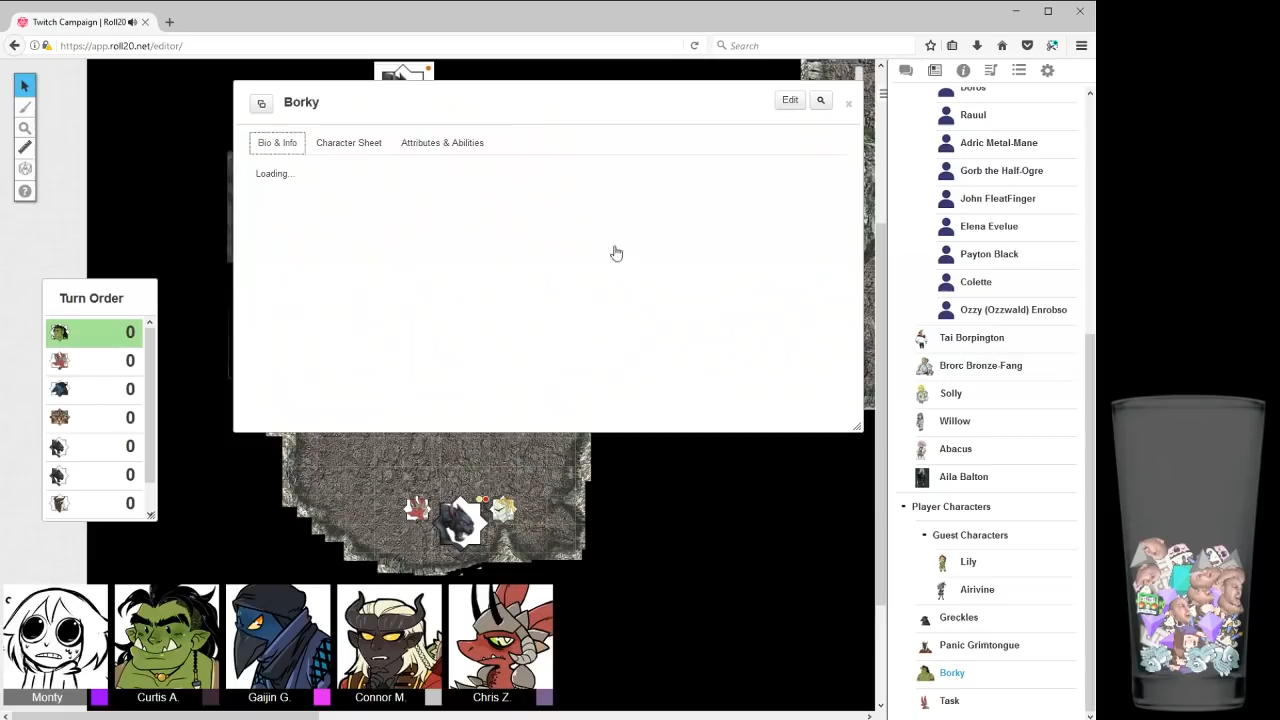 Twitch Campaign | Roll20
https://app.roll20.net/editor/
Search
Borky
Edit
Bio & Info
Character Sheet
Attributes & Abilities
Loading...
Turn Order
0
0
0
0
0
0
0
Monty
Curtis A.
Gaijin G.
Connor M.
Chris Z.
Doros
Rauul
Adric Metal-Mane
Gorb the Half-Ogre
John FleatFinger
Elena Evelue
Payton Black
Colette
Ozzy (Ozzwald) Enrobso
Tai Borpington
Brorc Bronze-Fang
Solly
Willow
Abacus
Aila Balton
Player Characters
Guest Characters
Lily
Airivine
Greckles
Panic Grimtongue
Borky
Task